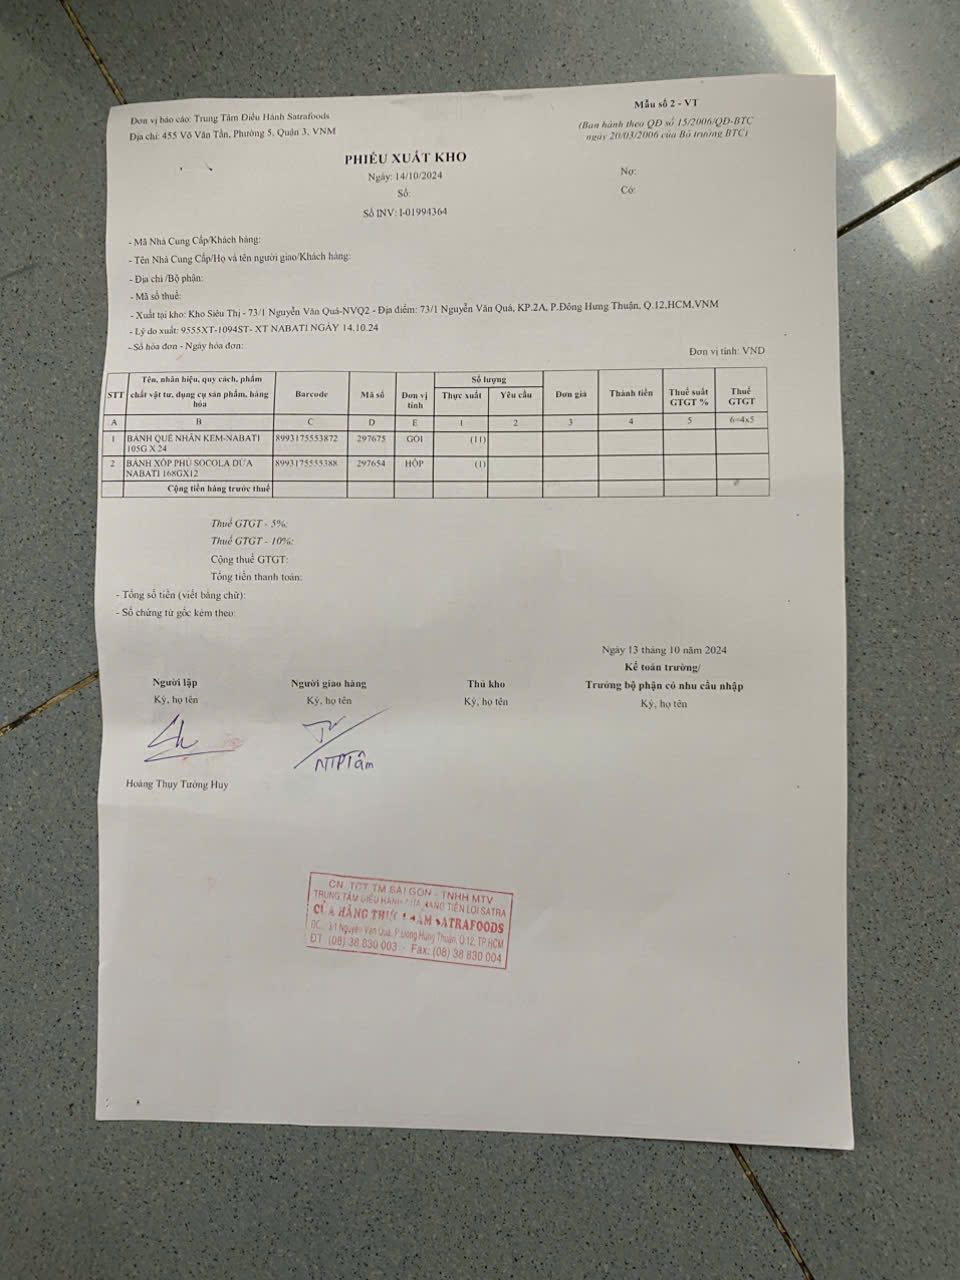 Đơn vị báo cáo: Trung Tâm Điều Hành Satrafoods
Địa chỉ: 455 Võ Văn Tần, Phường 5, Quận 3, VNM
Mẫu số 2 - VT
(Ban hành theo QĐ số 15/2006/QĐ-BTC
ngày 20/03/2006 của Bộ trưởng BTC)
PHIẾU XUẤT KHO
Ngày: 14/10/2024
Số:
Số INV: I-01994364
Nợ:
Có:
- Mã Nhà Cung Cấp/Khách hàng:
- Tên Nhà Cung Cấp/Họ và tên người giao/Khách hàng:
- Địa chỉ /Bộ phận:
- Mã số thuế:
- Xuất tại kho: Kho Siêu Thị - 73/1 Nguyễn Văn Quá-NVQ2 - Địa điểm: 73/1 Nguyễn Văn Quá, KP.2A, P.Đông Hưng Thuận, Q.12,HCM,VNM
- Lý do xuất: 9555XT-1094ST- XT NABATI NGÀY 14.10.24
- Số hóa đơn - Ngày hóa đơn:
Đơn vị tính: VND
STT Tên, nhãn hiệu, quy cách, phẩm chất vật tư, dụng cụ sản phẩm, hàng hóa Barcode Mã số Đơn vị tính Số lượng Thực xuất Yêu cầu Đơn giá Thành tiền Thuế suất GTGT % Thuế GTGT
A B C D E 1 2 3 4 5 6=4x5
1 BÁNH QUẾ NHÂN KEM-NABATI 105G X 24 8993175553872 297675 GÓI (11)
2 BÁNH XỐP PHỦ SOCOLA DỪA NABATI 168GX12 8993175555388 297654 HỘP (1)
Cộng tiền hàng trước thuế
Thuế GTGT - 5%:
Thuế GTGT - 10%:
Cộng thuế GTGT:
Tổng tiền thanh toán:
- Tổng số tiền (viết bằng chữ):
- Số chứng từ gốc kèm theo:
Ngày 13 tháng 10 năm 2024
Người lập Người giao hàng Thủ kho Kế toán trưởng/
Trưởng bộ phận có nhu cầu nhập
Ký, họ tên Ký, họ tên Ký, họ tên Ký, họ tên
NTPTâm
Hoàng Thụy Tường Huy
CN. TCT TM SÀI GÒN - TNHH MTV
TRUNG TÂM ĐIỀU HÀNH HÀNG TIỆN LỢI SATRA
CỬA HÀNG THỰC PHẨM SATRAFOODS
ĐC: 73/1 Nguyễn Văn Quá, P.Đông Hưng Thuận, Q.12, TP.HCM
ĐT: (08) 38 830 003 - Fax: (08) 38 830 004